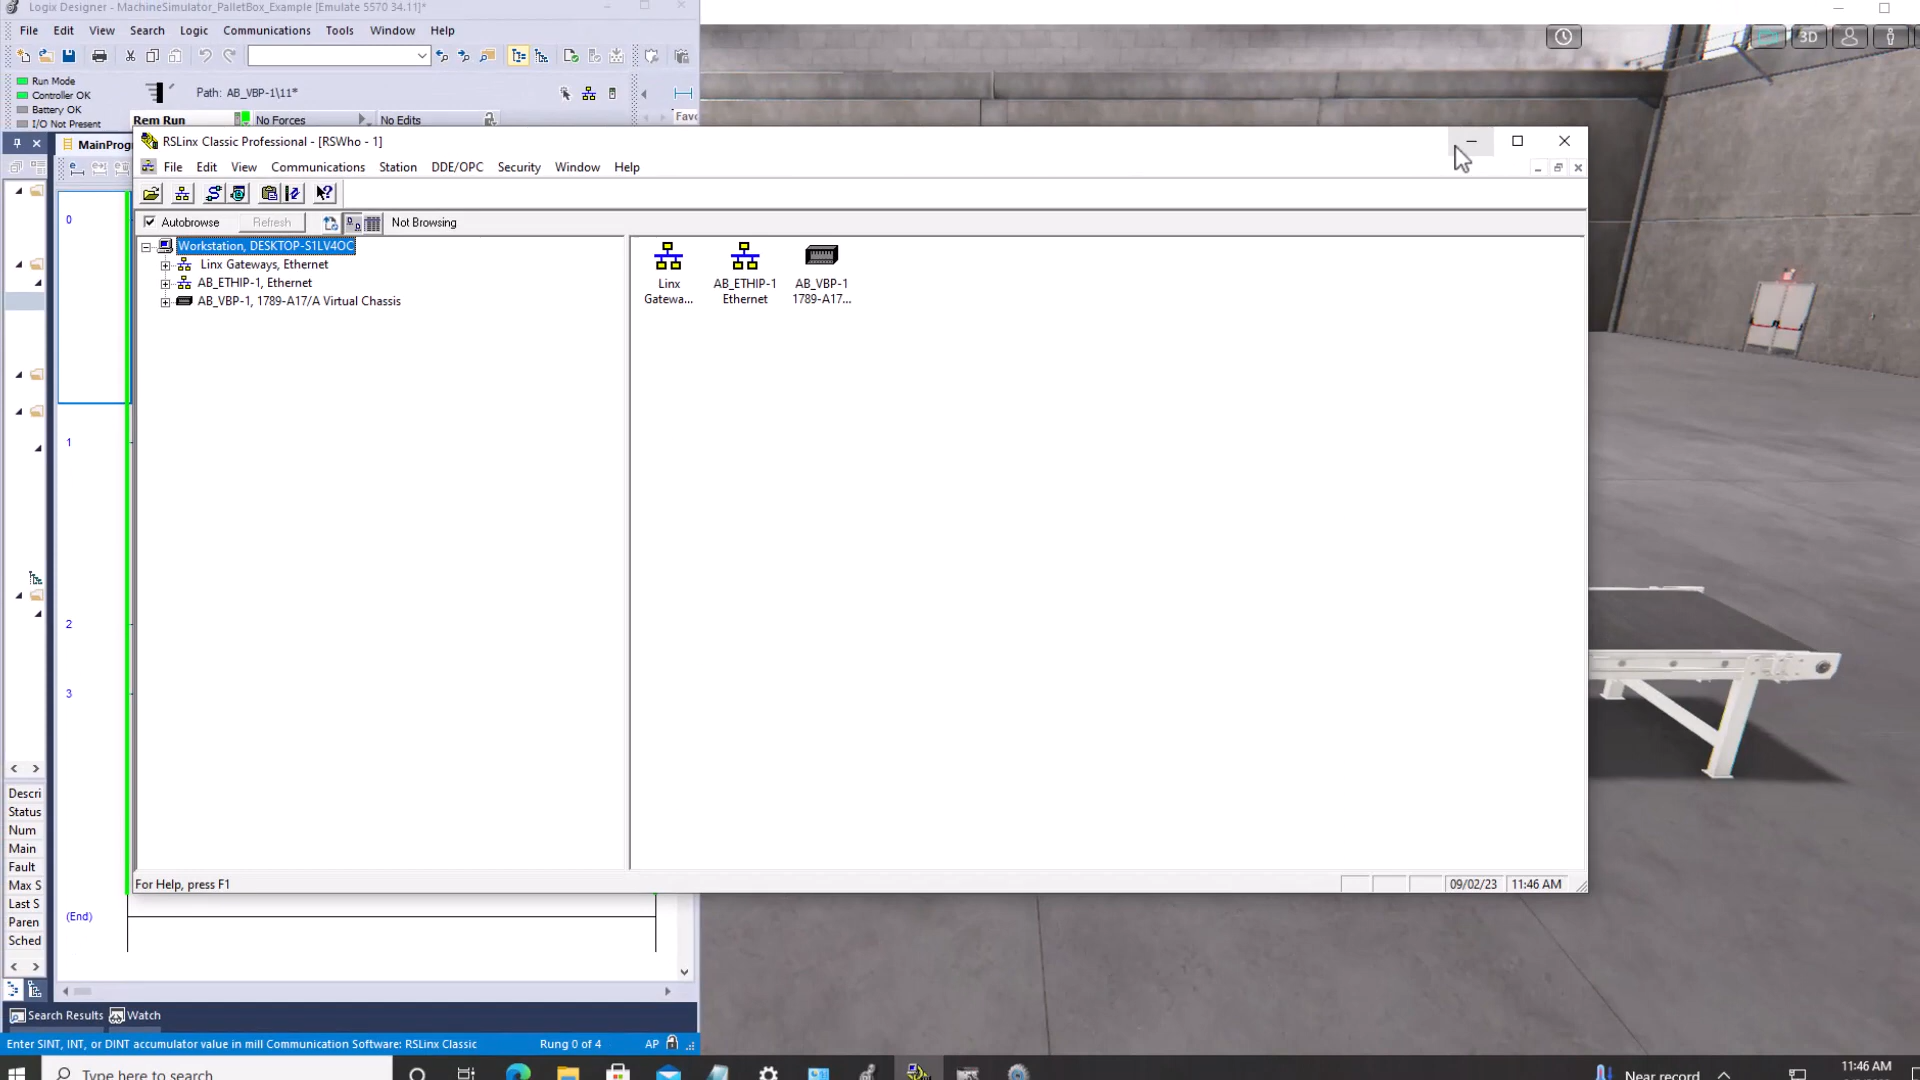 Logix Designer - MachineSimulator_PalletBox_Example [Emulate 5570 34.11]*
File Edit View Search Logic Communications Tools Window Help
3D
Run Mode
Controller OK
Battery OK
I/O Not Present
Path: AB_VBP-1\11*
Rem Run
No Forces
No Edits
Favo
MainProg
RSLinx Classic Professional - [RSWho - 1]
File Edit View Communications Station DDE/OPC Security Window Help
Autobrowse Refresh Not Browsing
Workstation, DESKTOP-S1LV4OC
Linx Gateways, Ethernet
AB_ETHIP-1, Ethernet
AB_VBP-1, 1789-A17/A Virtual Chassis
Linx
Gatewa...
AB_ETHIP-1
Ethernet
AB_VBP-1
1789-A17...
0
1
2
3
(End)
Descri
Status
Num
Main
Fault
Max S
Last S
Paren
Sched
For Help, press F1
09/02/23 11:46 AM
Search Results Watch
Enter SINT, INT, or DINT accumulator value in mill Communication Software: RSLinx Classic Rung 0 of 4 AP
Type here to search
Near record
11:46 AM